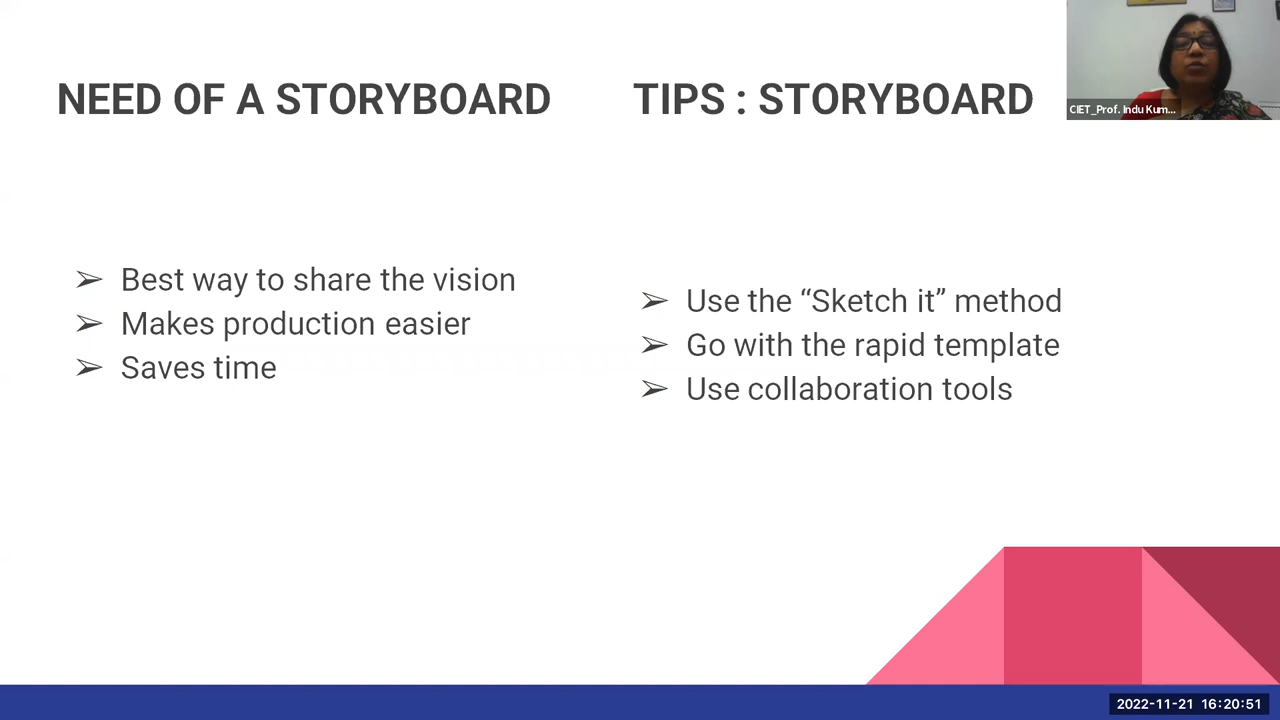 NEED OF A STORYBOARD
➢ Best way to share the vision
➢ Makes production easier
➢ Saves time
TIPS : STORYBOARD
➢ Use the “Sketch it” method
➢ Go with the rapid template
➢ Use collaboration tools
CIET_Prof. Indu Kum...
2022-11-21 16:20:51